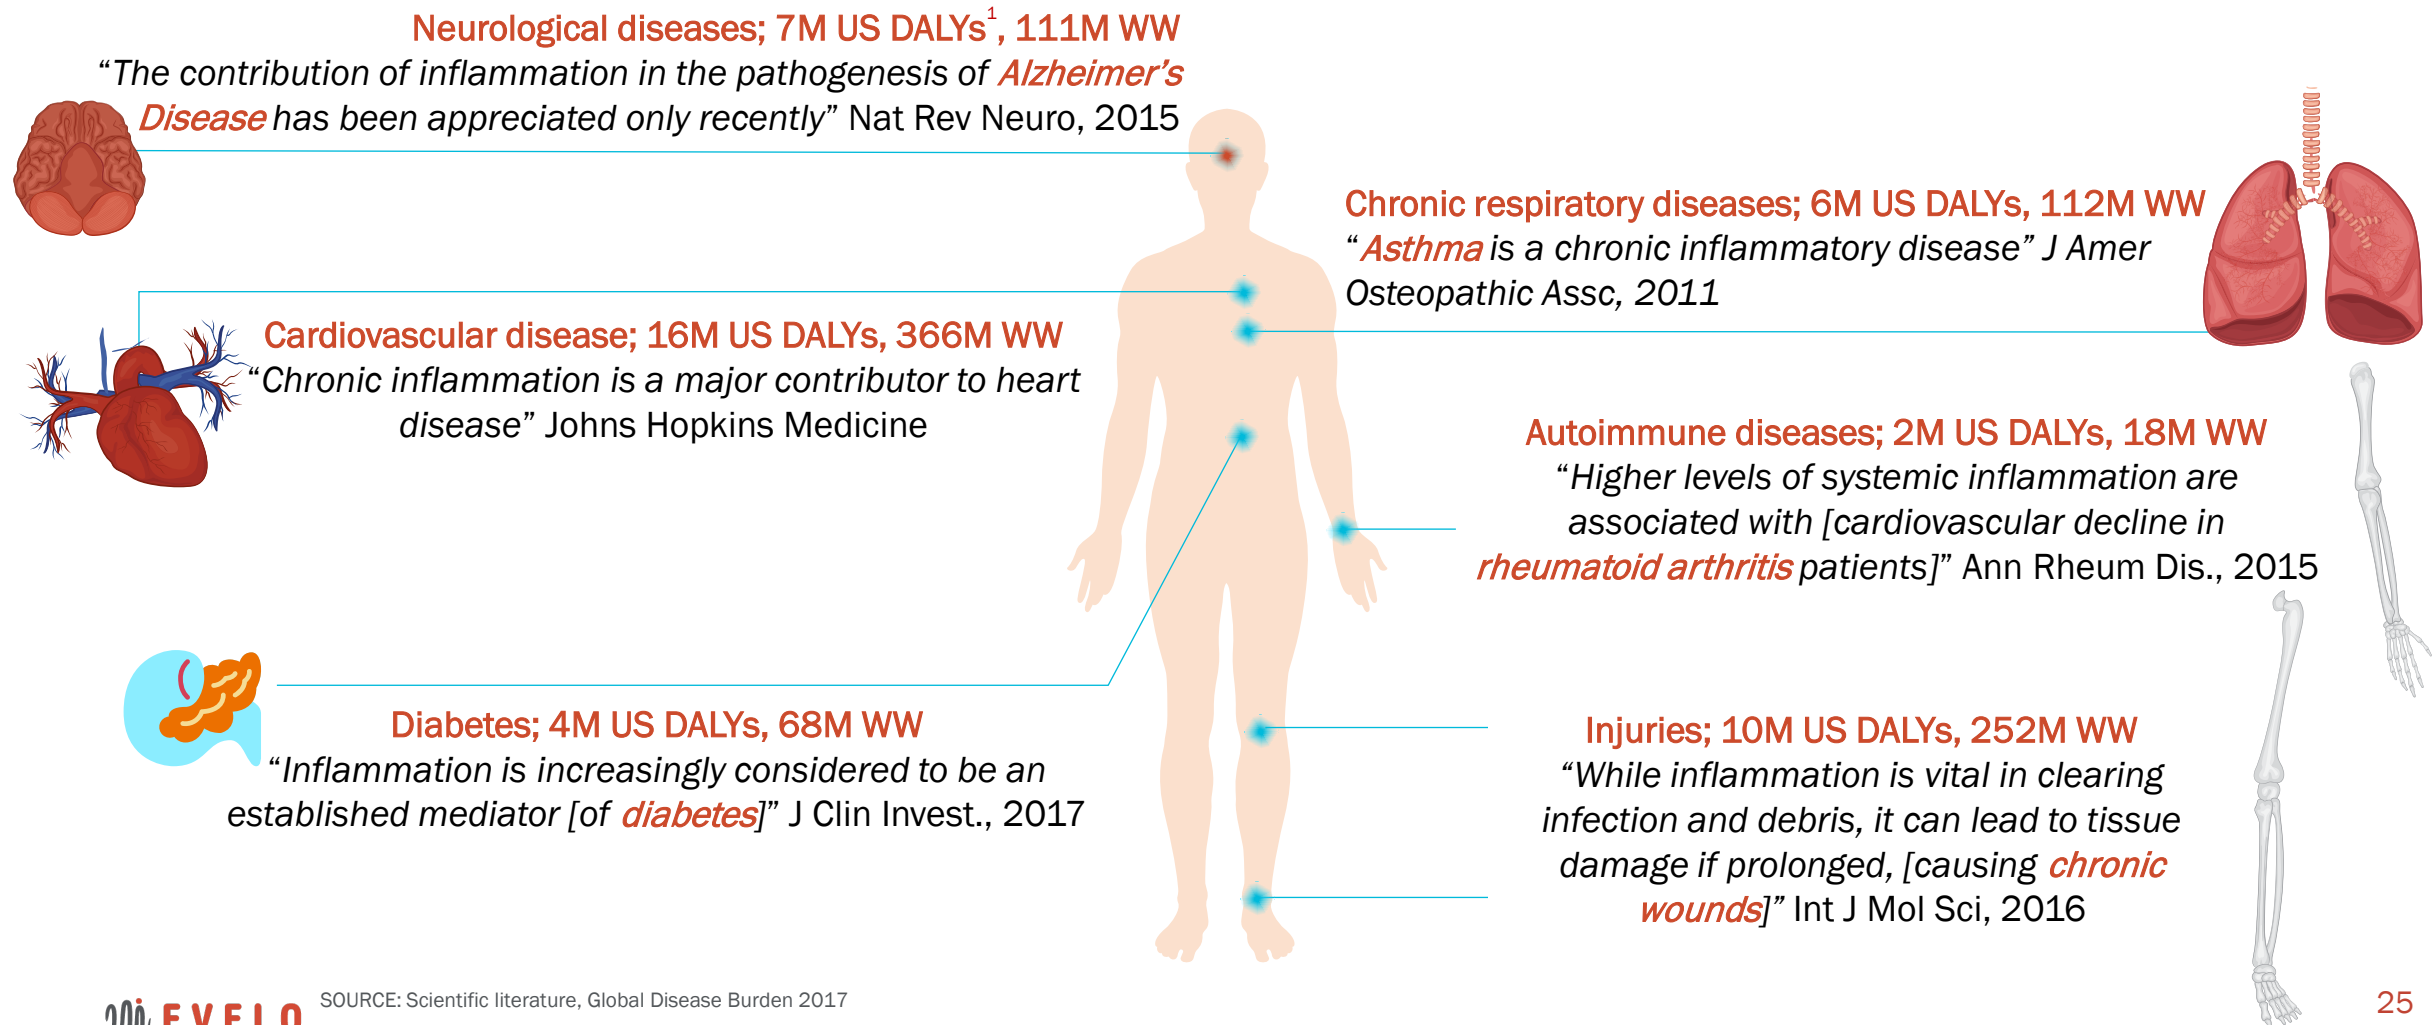 Neurological diseases; 7M US DALYs¹, 111M WW
“The contribution of inflammation in the pathogenesis of Alzheimer’s
Disease has been appreciated only recently” Nat Rev Neuro, 2015
Chronic respiratory diseases; 6M US DALYs, 112M WW
“Asthma is a chronic inflammatory disease” J Amer
Osteopathic Assc, 2011
Cardiovascular disease; 16M US DALYs, 366M WW
“Chronic inflammation is a major contributor to heart
disease” Johns Hopkins Medicine
Autoimmune diseases; 2M US DALYs, 18M WW
“Higher levels of systemic inflammation are
associated with [cardiovascular decline in
rheumatoid arthritis patients]” Ann Rheum Dis., 2015
Diabetes; 4M US DALYs, 68M WW
“Inflammation is increasingly considered to be an
established mediator [of diabetes]” J Clin Invest., 2017
Injuries; 10M US DALYs, 252M WW
“While inflammation is vital in clearing
infection and debris, it can lead to tissue
damage if prolonged, [causing chronic
wounds]” Int J Mol Sci, 2016
EVELO
SOURCE: Scientific literature, Global Disease Burden 2017
25